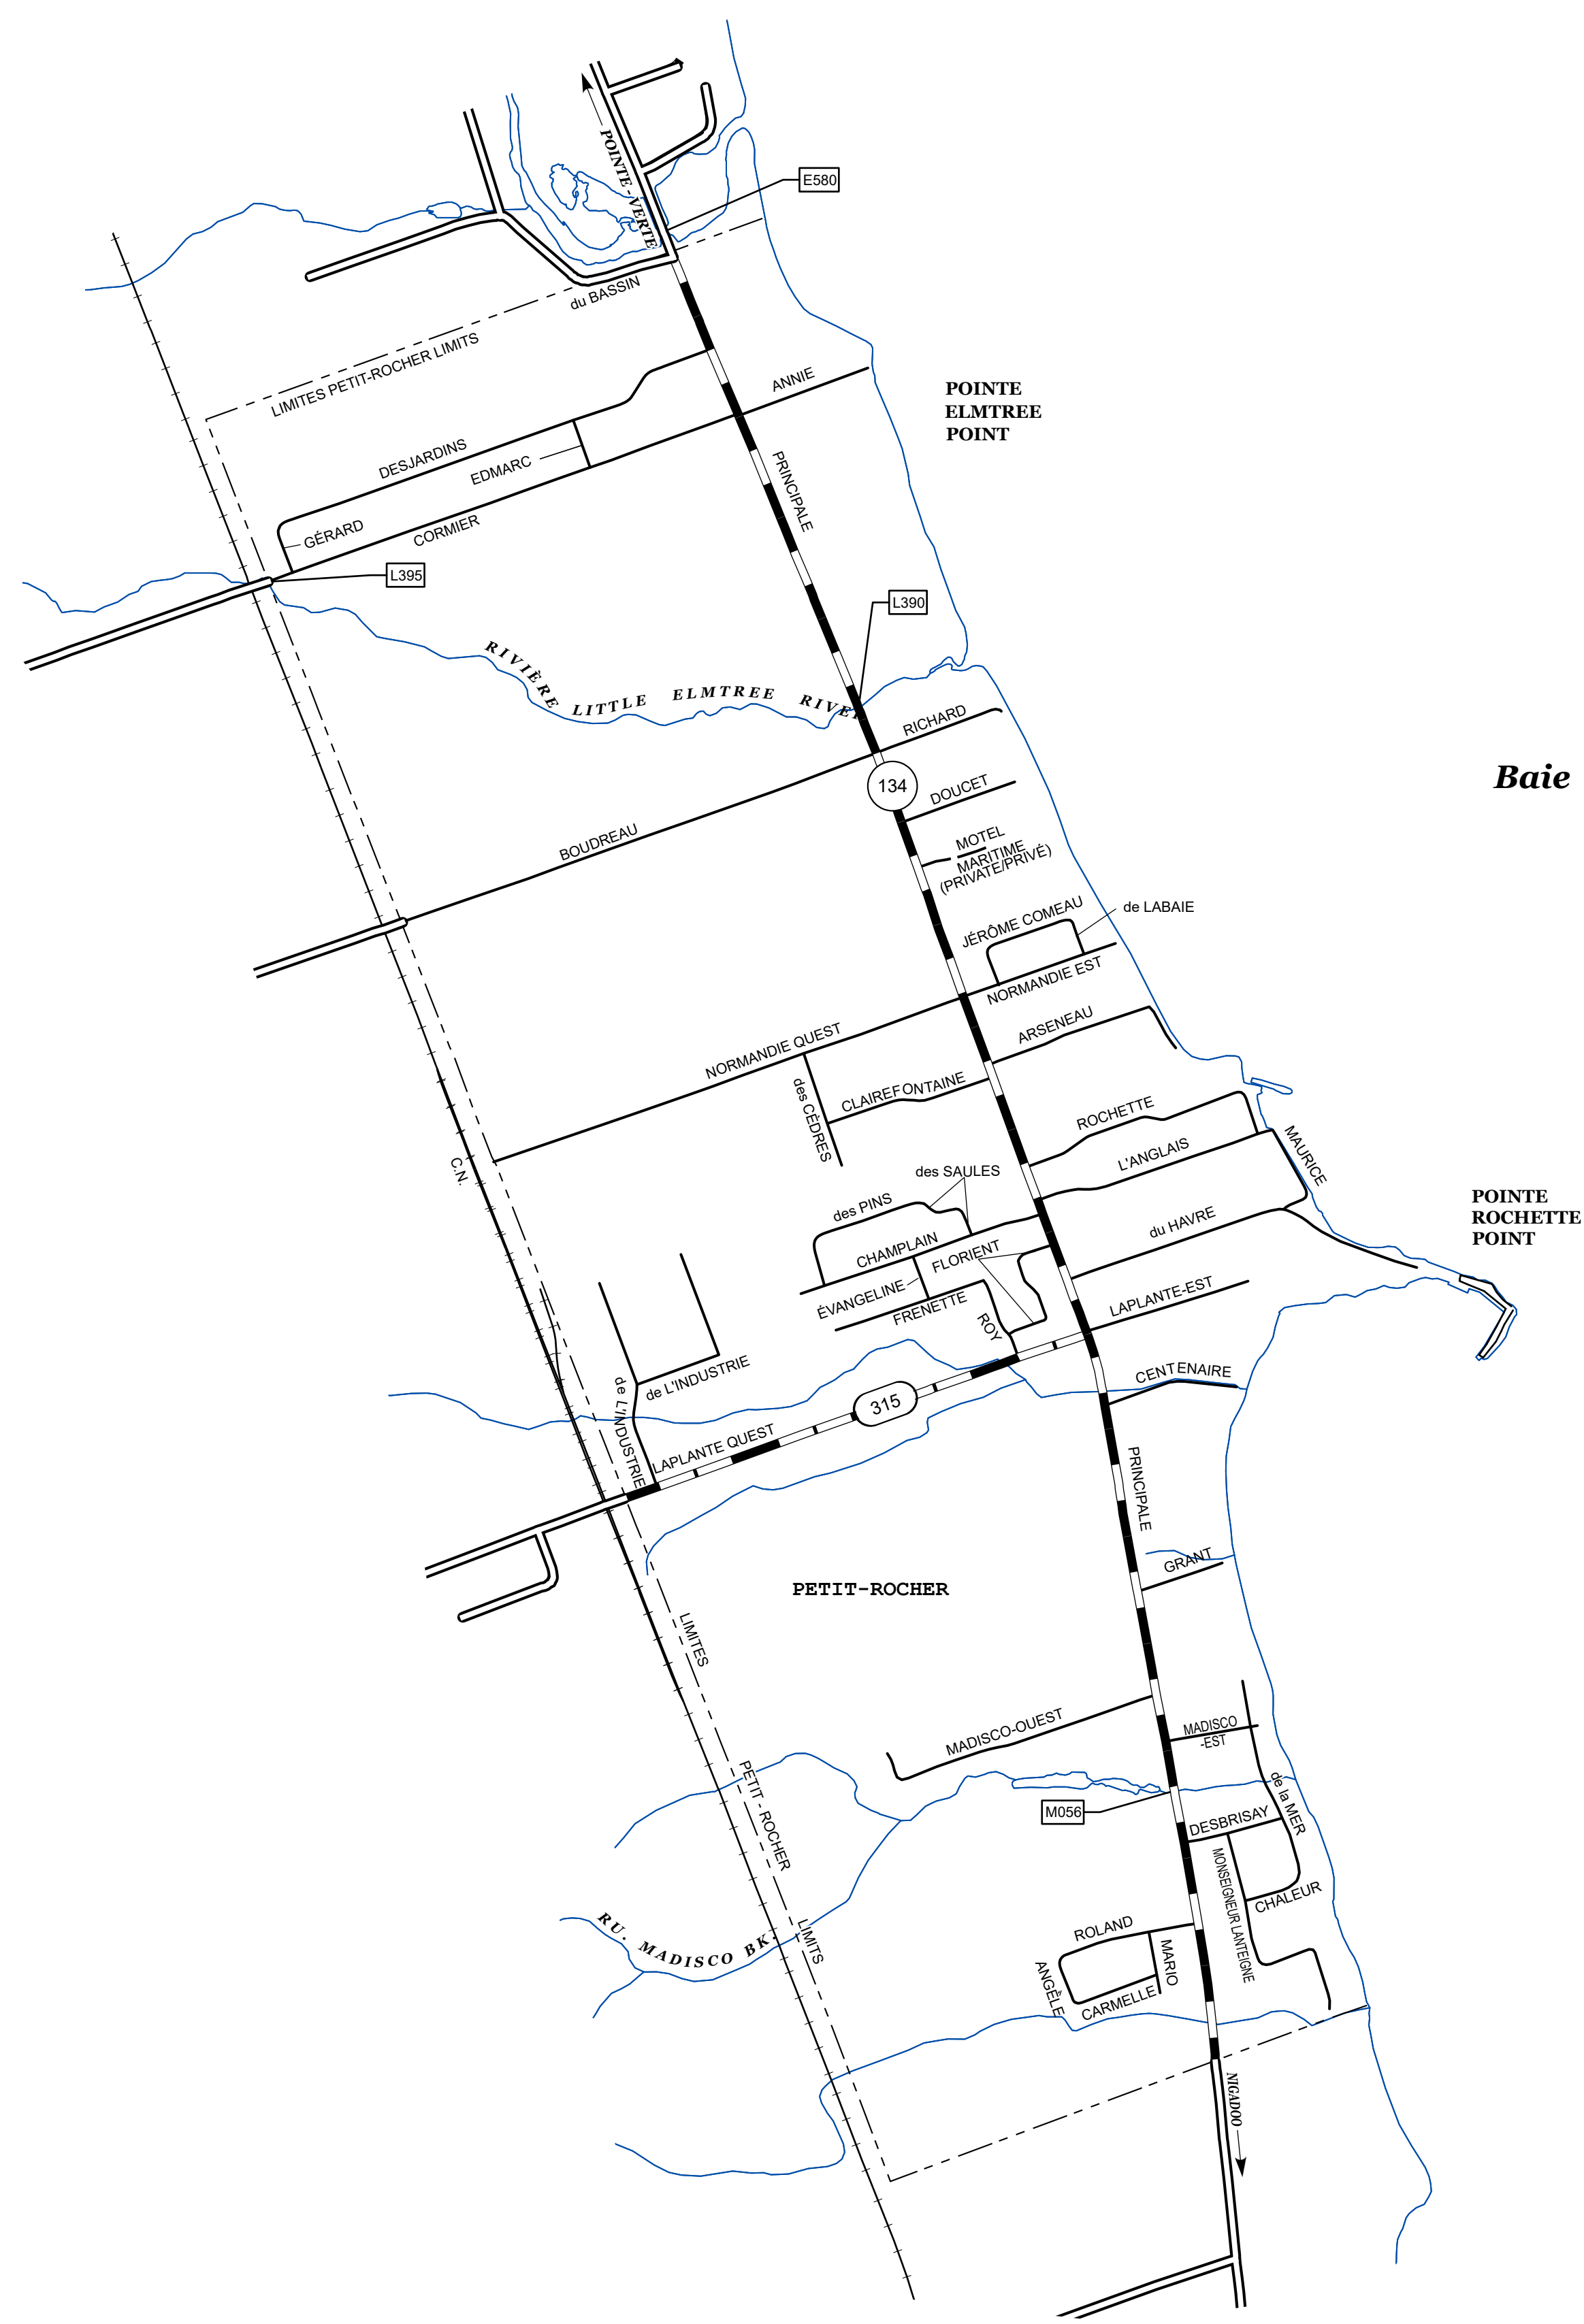 POINTE-VERTE
E580
du BASSIN
LIMITES PETIT-ROCHER LIMITS
ANNIE
POINTE
ELMTREE
POINT
DESJARDINS
EDMARC
PRINCIPALE
GÉRARD
CORMIER
L395
L390
RIVIÈRE LITTLE ELMTREE RIVER
RICHARD
134
Baie
DOUCET
BOUDREAU
MOTEL
MARITIME
(PRIVATE/PRIVÉ)
JÉRÔME COMEAU
de LABAIE
NORMANDIE EST
NORMANDIE QUEST
ARSENEAU
des CÈDRES
CLAIREFONTAINE
ROCHETTE
MAURICE
L'ANGLAIS
C.N.
des SAULES
des PINS
POINTE
ROCHETTE
POINT
du HAVRE
CHAMPLAIN
FLORIENT
ÉVANGELINE
FRENETTE
ROY
LAPLANTE-EST
de L'INDUSTRIE
de L'INDUSTRIE
CENTENAIRE
315
LAPLANTE QUEST
PRINCIPALE
GRANT
PETIT-ROCHER
LIMITES
MADISCO-OUEST
MADISCO
-EST
PETIT-ROCHER
de la MER
M056
DESBRISAY
MONSEIGNEUR LANTEIGNE
CHALEUR
RU. MADISCO BK.
LIMITS
ROLAND
MARIO
ANGÈLE
CARMELLE
NIGADOO